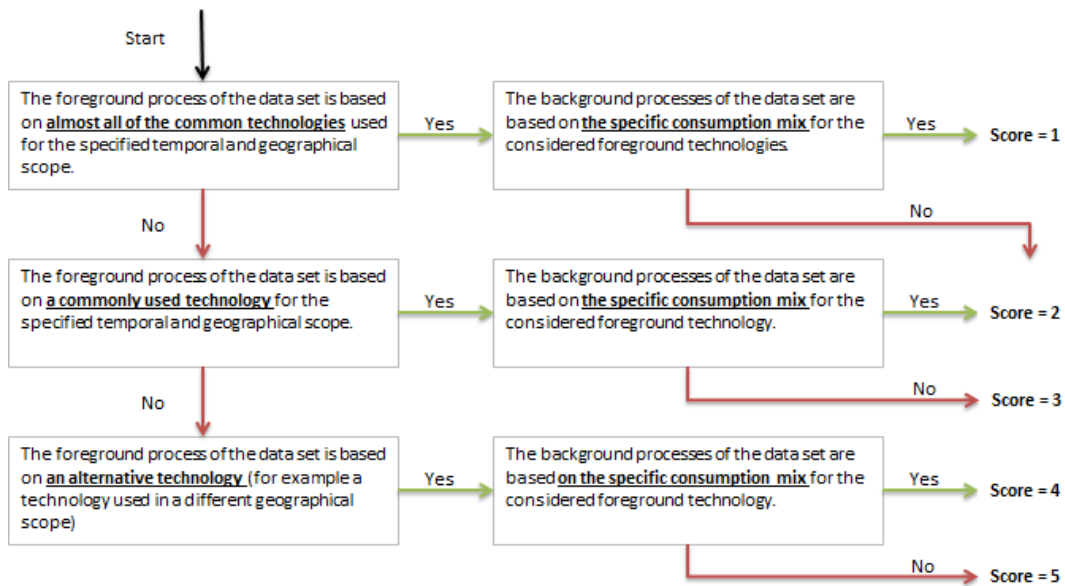 Start
The foreground process of the data set is based
on almost all of the common technologies used
for the specified temporal and geographical
scope.
Yes
The background processes of the data set are
based on the specific consumption mix for the
considered foreground technologies.
Yes
Score = 1
No
No
The foreground process of the data set is based
on a commonly used technology for the
specified temporal and geographical scope.
Yes
The background processes of the data set are
based on the specific consumption mix for the
considered foreground technology.
Yes
Score = 2
No
Score = 3
No
The foreground process of the data set is based
on an alternative technology (for example a
technology used in a different geographical
scope)
Yes
The background processes of the data set are
based on the specific consumption mix for the
considered foreground technology.
Yes
Score = 4
No
Score = 5